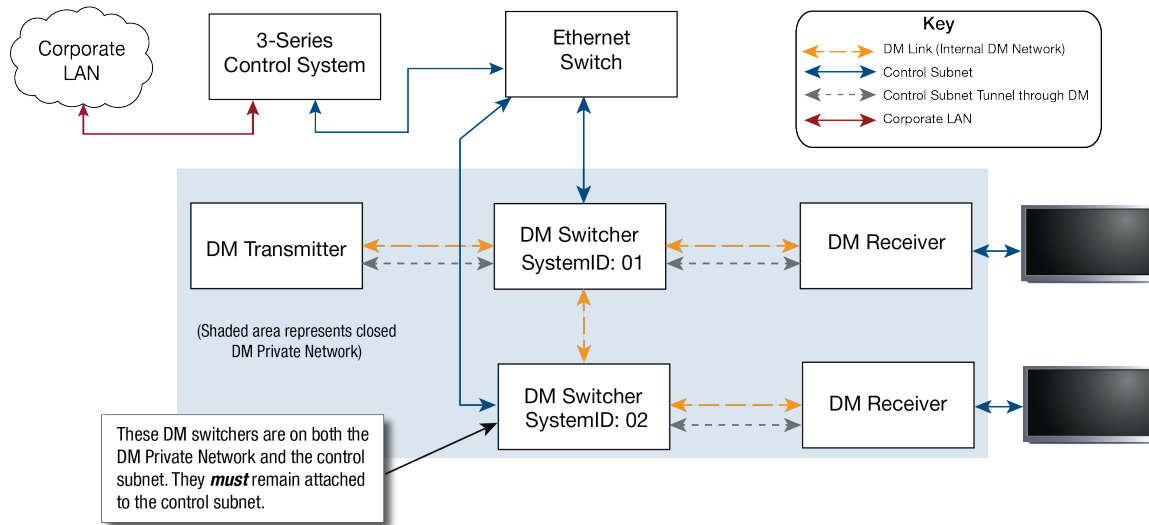 Corporate
LAN
3-Series
Control System
Ethernet
Switch
Key
DM Link (Internal DM Network)
Control Subnet
Control Subnet Tunnel through DM
Corporate LAN
DM Transmitter
DM Switcher
SystemID: 01
DM Receiver
(Shaded area represents closed
DM Private Network)
DM Switcher
SystemID: 02
DM Receiver
These DM switchers are on both the
DM Private Network and the control
subnet. They must remain attached
to the control subnet.